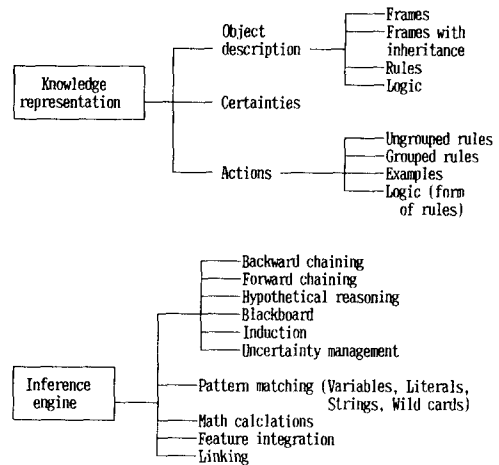 Knowledge
representation
Object
description
Frames
Frames with
inheritance
Rules
Logic
Certainties
Actions
Ungrouped rules
Grouped rules
Examples
Logic (form
of rules)
Inference
engine
Backward chaining
Forward chaining
Hypothetical reasoning
Blackboard
Induction
Uncertainty management
Pattern matching (Variables, Literals,
Strings, Wild cards)
Math calclations
Feature integration
Linking